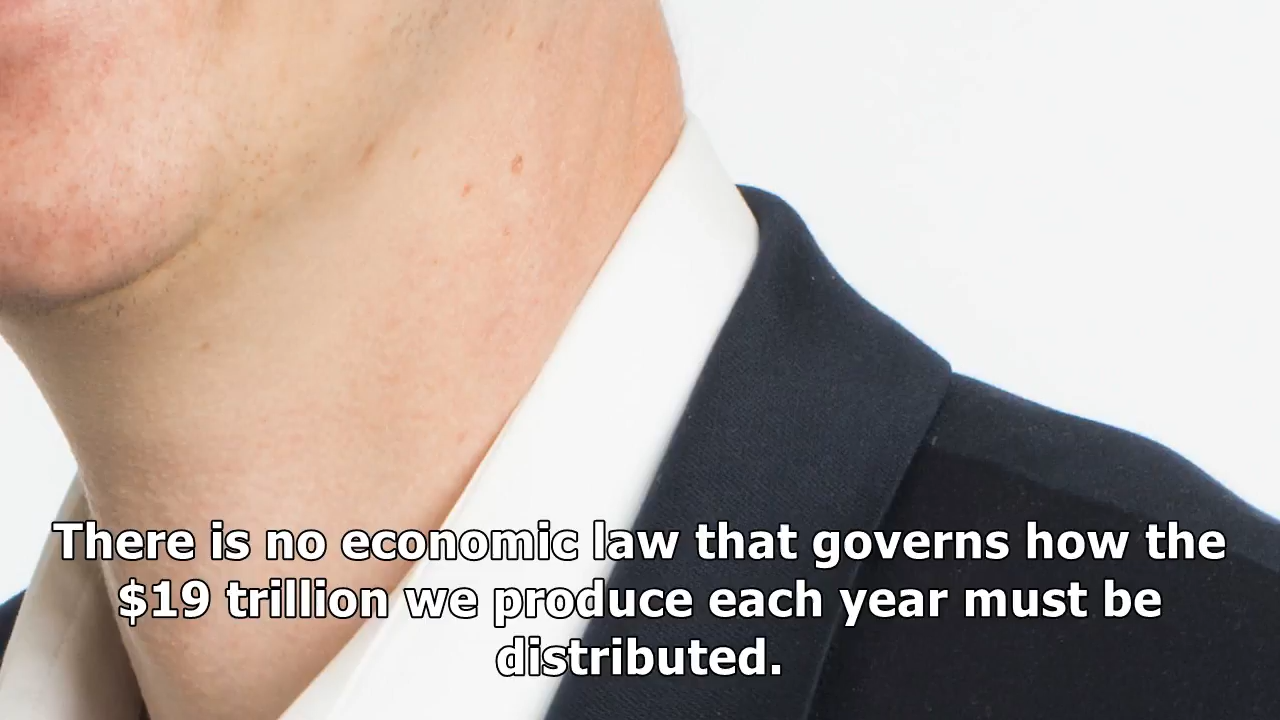 There is no economic law that governs how the
$19 trillion we produce each year must be
distributed.